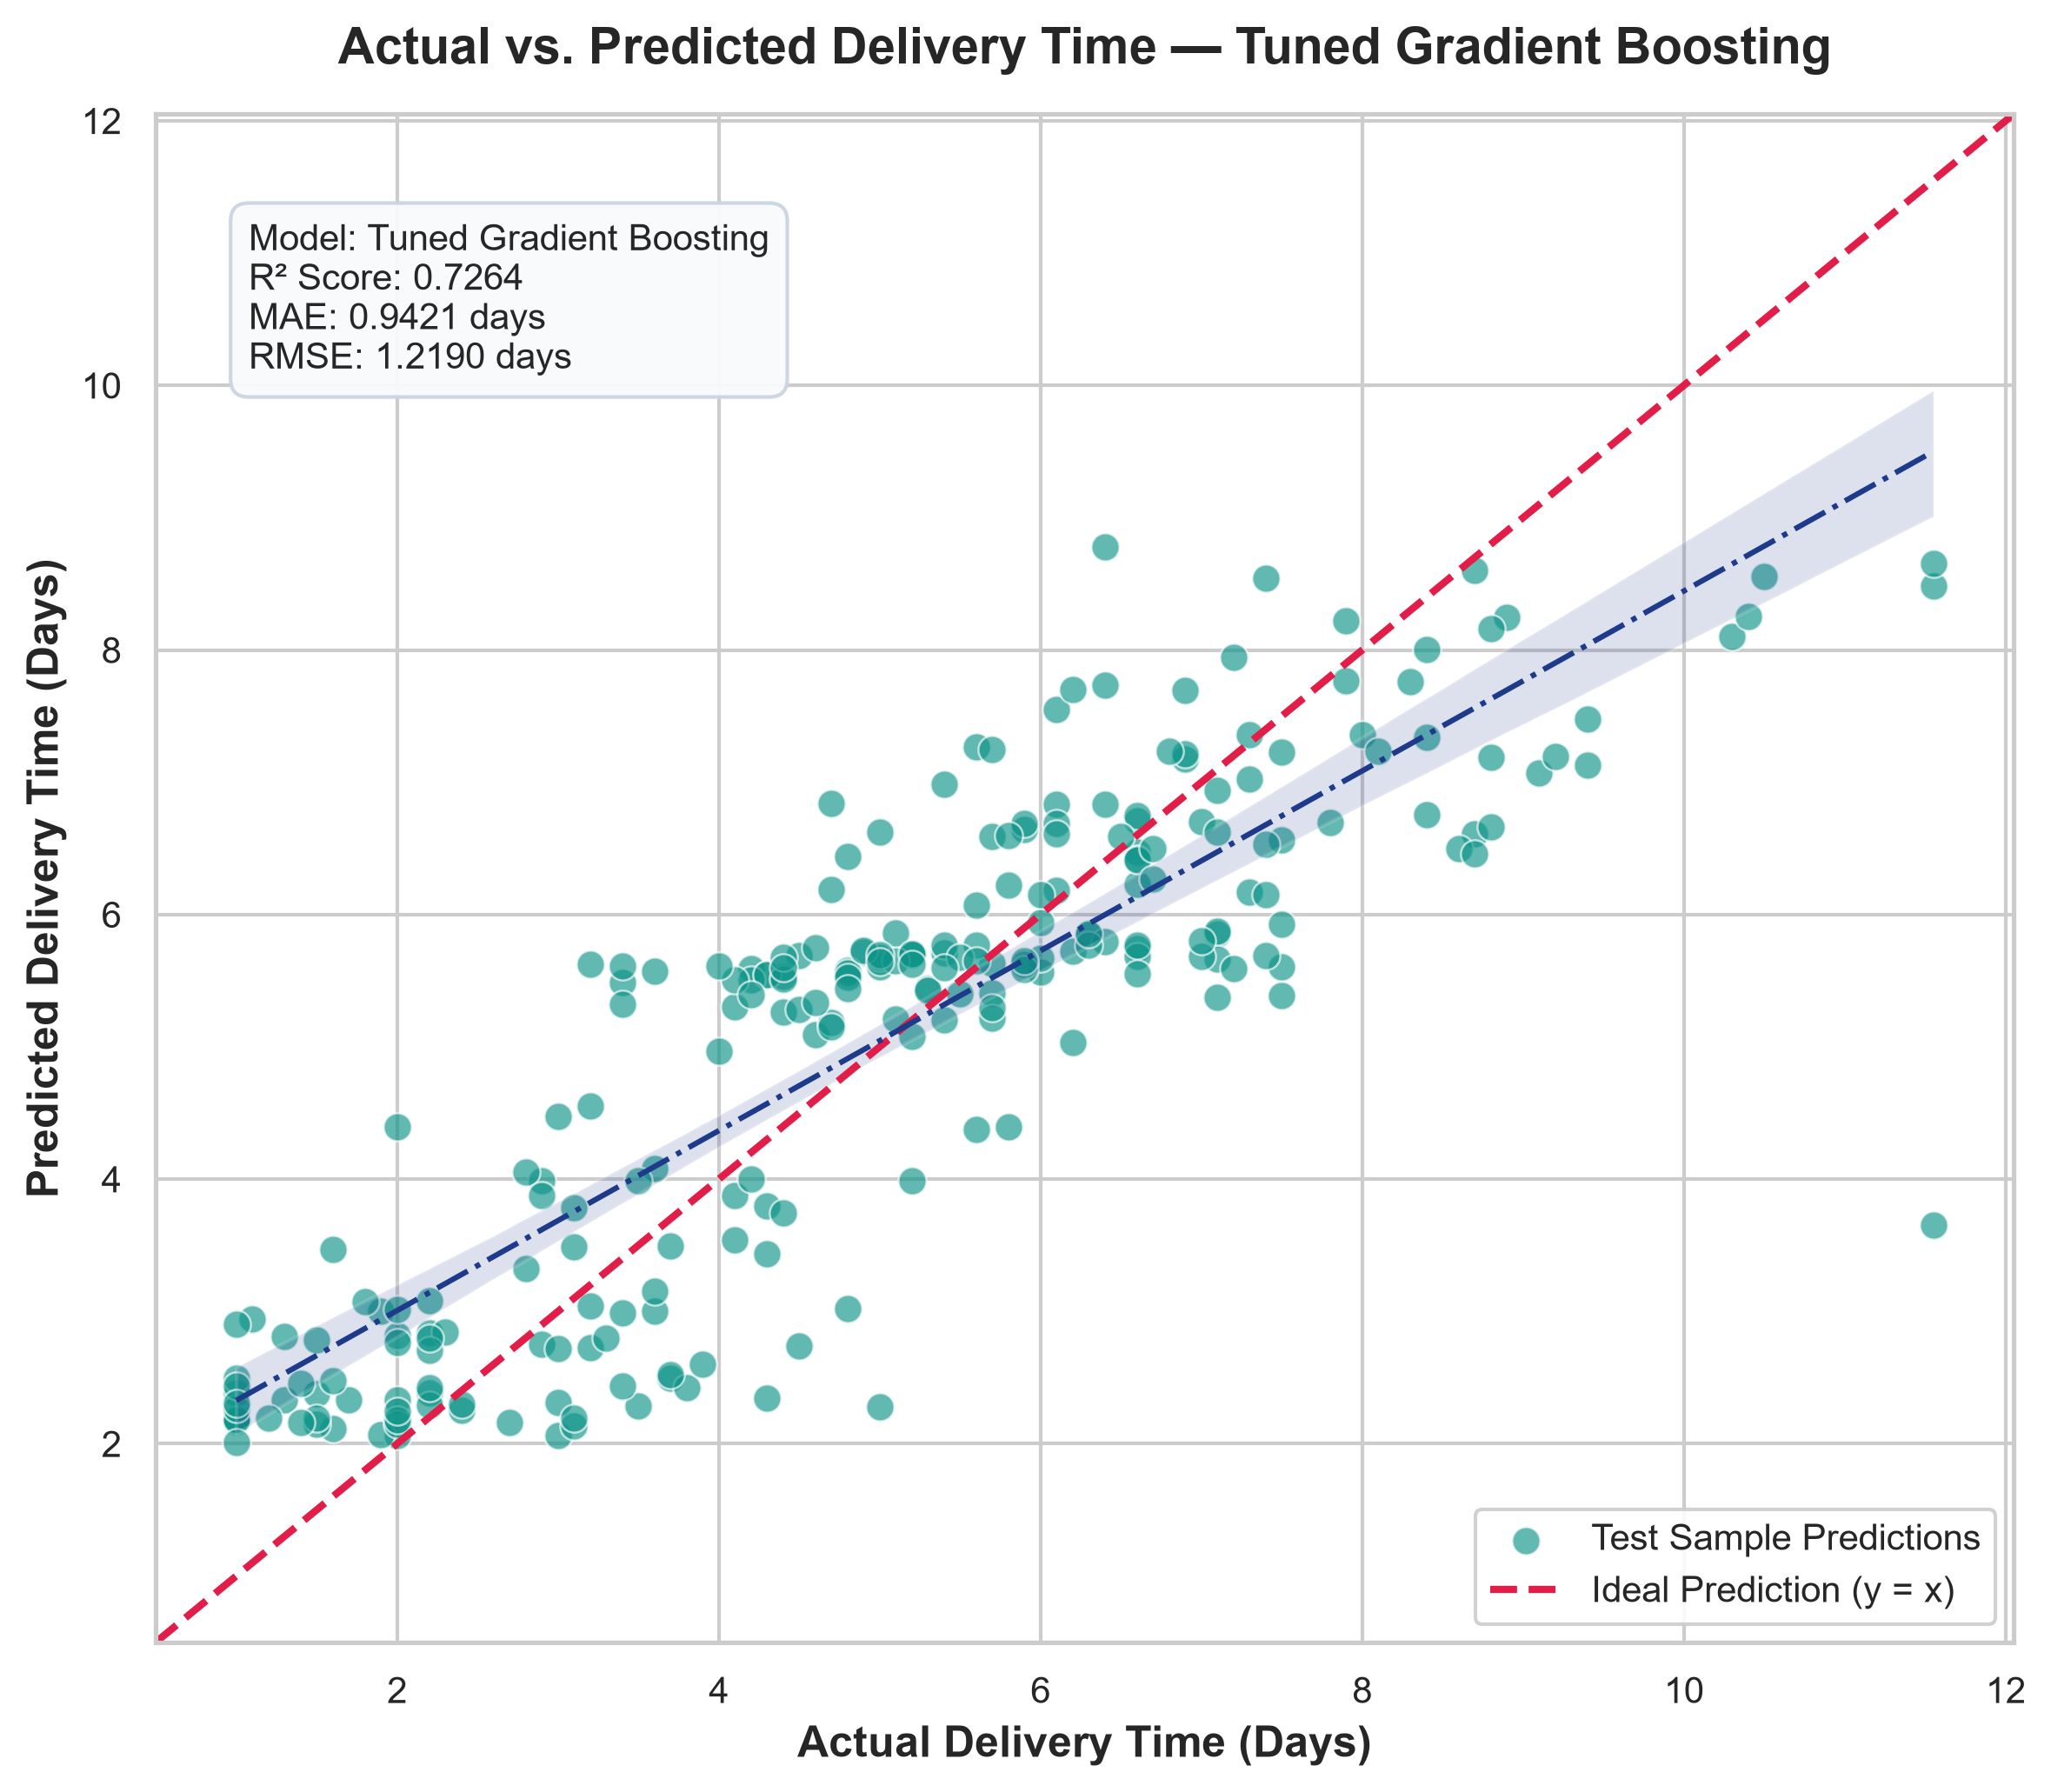 Actual vs. Predicted Delivery Time — Tuned Gradient Boosting
12
10
8
6
4
2
Predicted Delivery Time (Days)
Model: Tuned Gradient Boosting
R² Score: 0.7264
MAE: 0.9421 days
RMSE: 1.2190 days
Test Sample Predictions
Ideal Prediction (y = x)
2
4
6
8
10
12
Actual Delivery Time (Days)